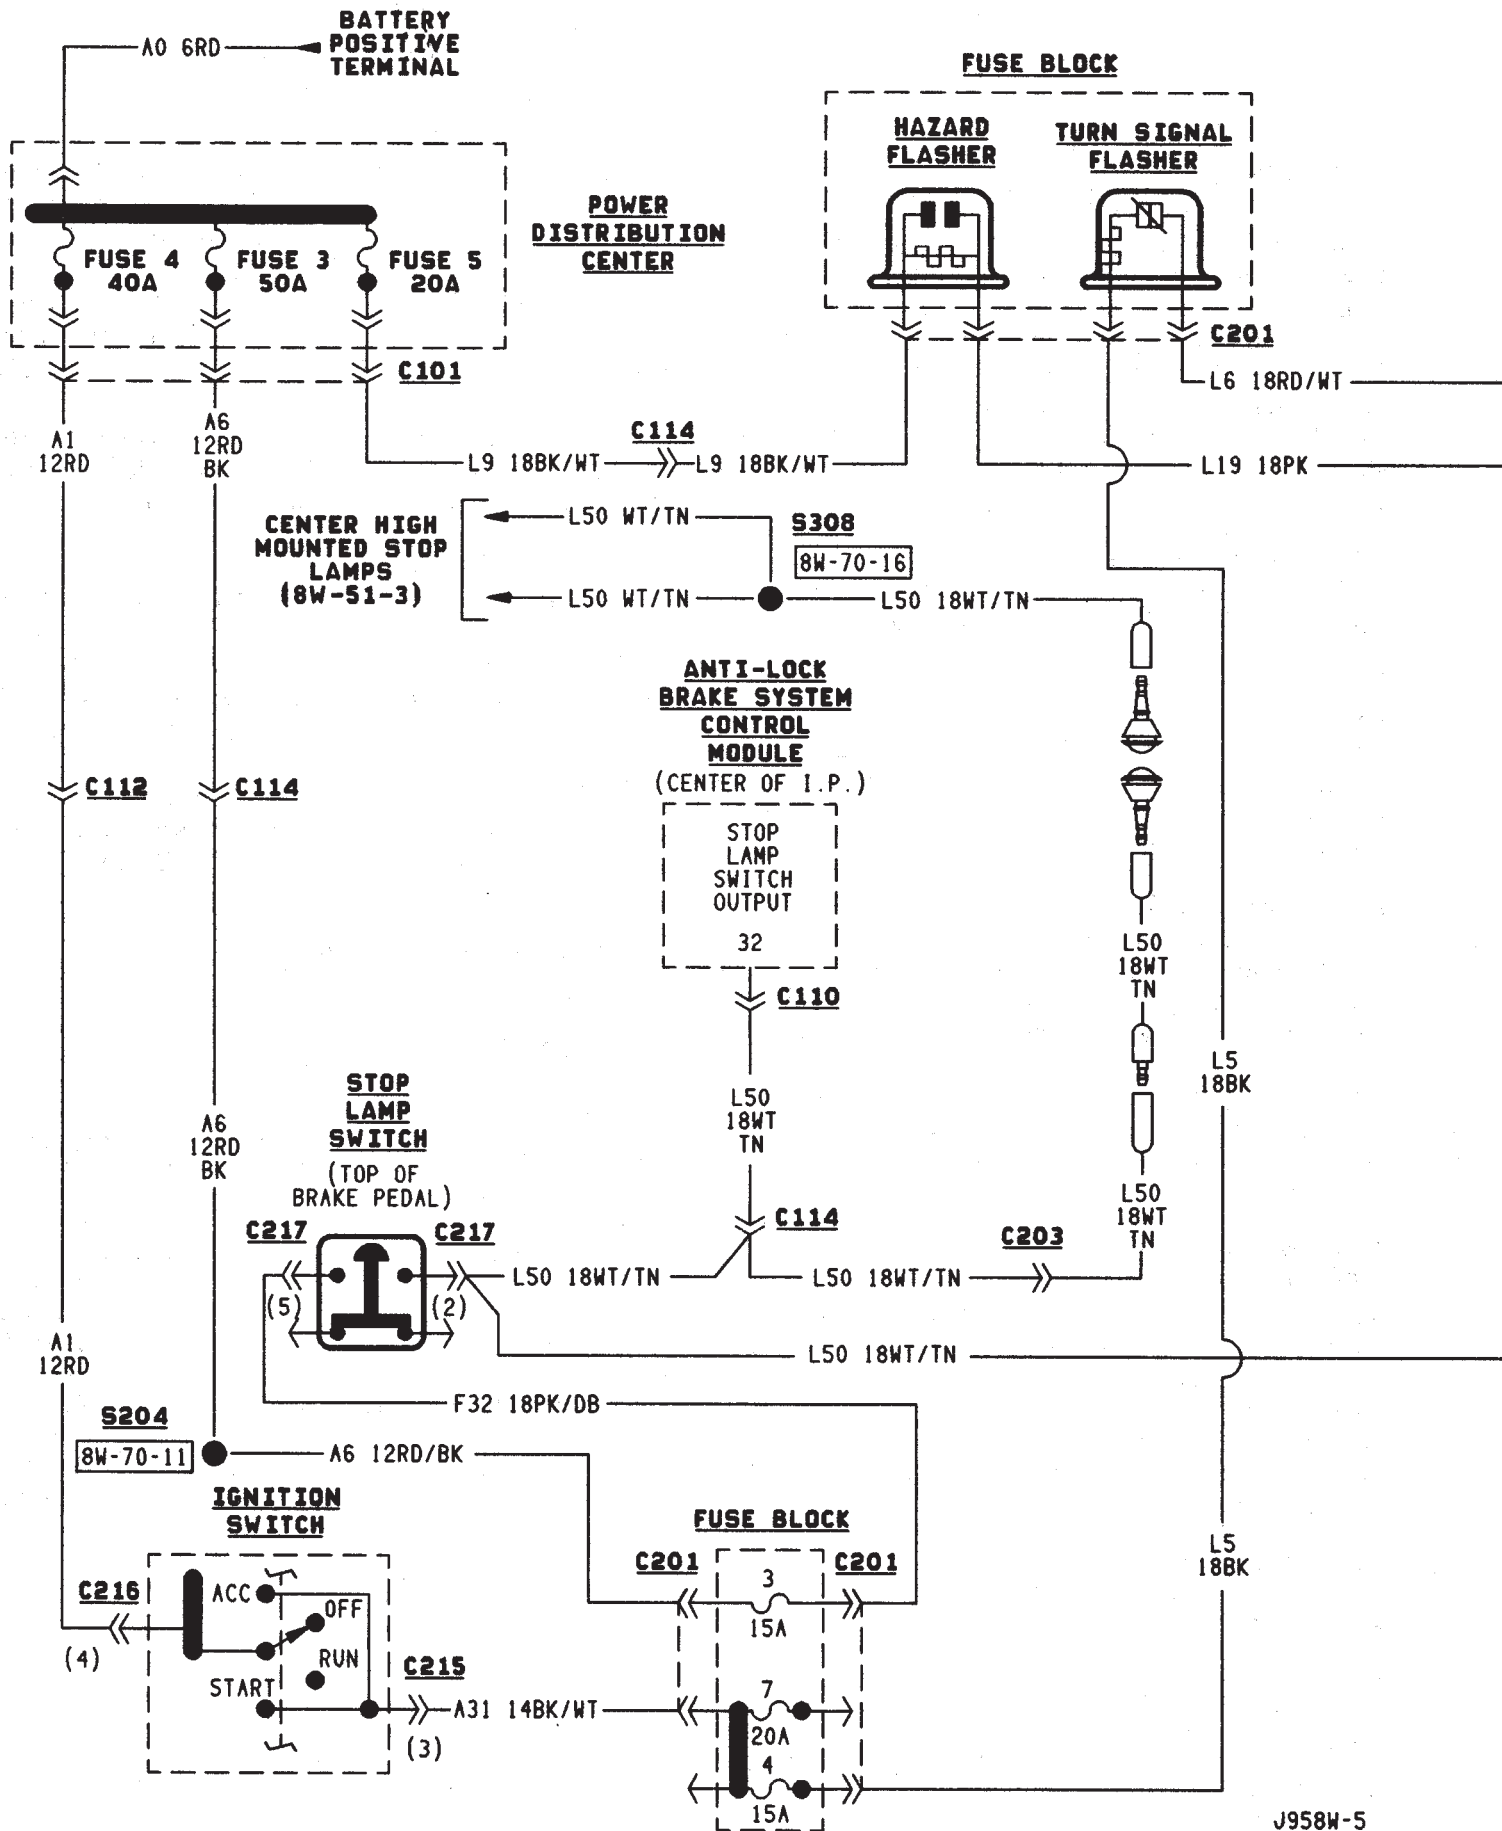 BATTERY
POSITIVE
TERMINAL
A0 6RD
FUSE BLOCK
HAZARD
FLASHER
TURN SIGNAL
FLASHER
POWER
DISTRIBUTION
CENTER
FUSE 4
40A
FUSE 3
50A
FUSE 5
20A
C201
C101
L6 18RD/WT
A1
12RD
A6
12RD
BK
C114
L9 18BK/WT
L9 18BK/WT
L19 18PK
CENTER HIGH
MOUNTED STOP
LAMPS
(8W-51-3)
L50 WT/TN
S308
8W-70-16
L50 WT/TN
L50 18WT/TN
ANTI-LOCK
BRAKE SYSTEM
CONTROL
MODULE
(CENTER OF I.P.)
C112
C114
STOP
LAMP
SWITCH
OUTPUT
32
L50
18WT
TN
C110
L5
18BK
STOP
LAMP
SWITCH
(TOP OF
BRAKE PEDAL)
L50
18WT
TN
A6
12RD
BK
L50
18WT
TN
C217
C217
C114
C203
L50 18WT/TN
L50 18WT/TN
(5)
(2)
A1
12RD
L50 18WT/TN
F32 18PK/DB
S204
8W-70-11
A6 12RD/BK
IGNITION
SWITCH
FUSE BLOCK
L5
18BK
C216
ACC
OFF
RUN
START
(4)
C201
C201
3
15A
C215
A31 14BK/WT
(3)
7
20A
4
15A
J958W-5